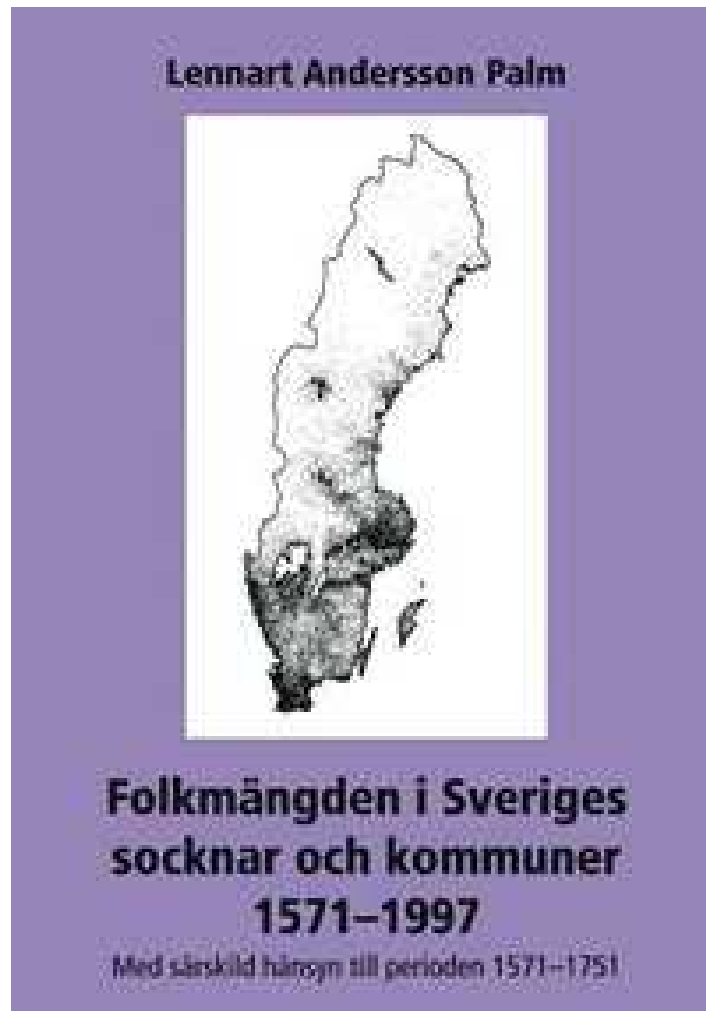 Lennart Andersson Palm
Folkmängden i Sveriges
socknar och kommuner
1571–1997
Med särskild hänsyn till perioden 1571–1751